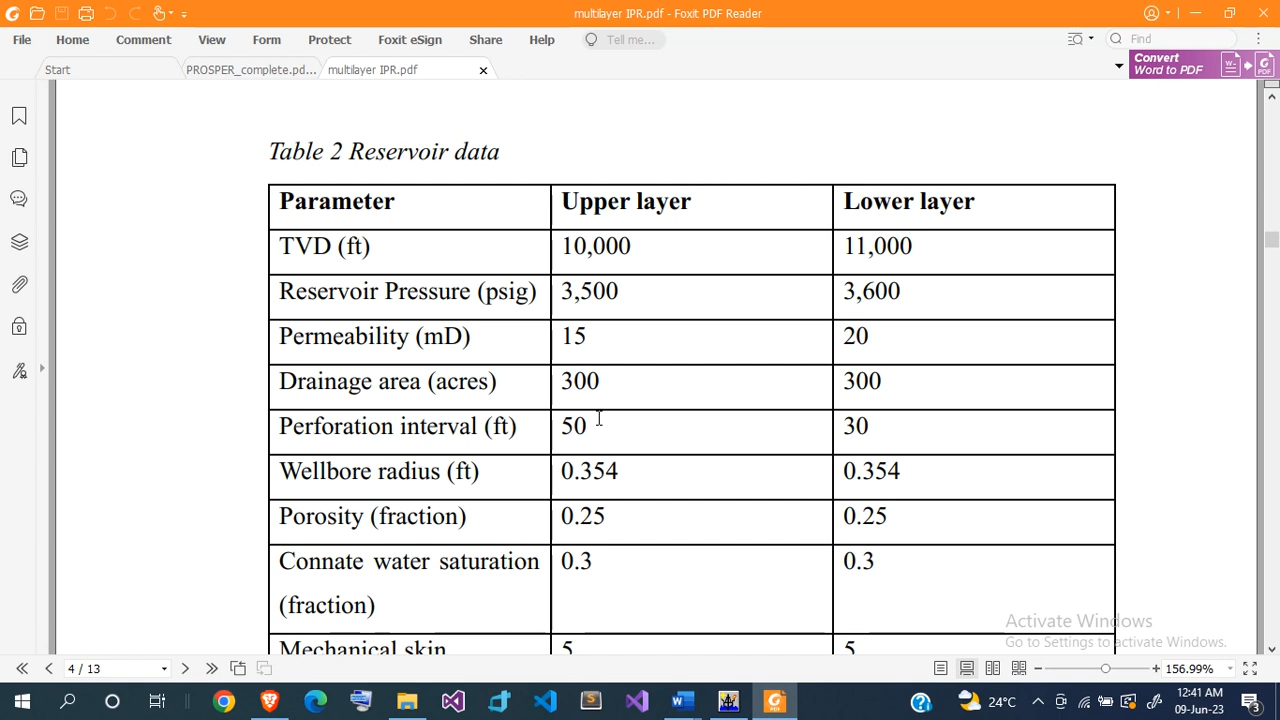 multilayer IPR.pdf - Foxit PDF Reader
File Home Comment View Form Protect Foxit eSign Share Help Tell me... Find
Start PROSPER_complete.pd... multilayer IPR.pdf
Convert
Word to PDF
Table 2 Reservoir data
Parameter Upper layer Lower layer
TVD (ft) 10,000 11,000
Reservoir Pressure (psig) 3,500 3,600
Permeability (mD) 15 20
Drainage area (acres) 300 300
Perforation interval (ft) 50 30
Wellbore radius (ft) 0.354 0.354
Porosity (fraction) 0.25 0.25
Connate water saturation 0.3 0.3
(fraction)
Mechanical skin 5 5
Activate Windows
Go to Settings to activate Windows.
4 / 13 156.99%
24°C 12:41 AM
09-Jun-23 3